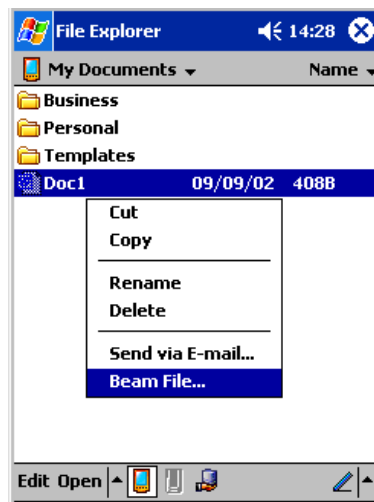 File Explorer 14:28
My Documents Name
Business
Personal
Templates
Doc1 09/09/02 408B
Cut
Copy
Rename
Delete
Send via E-mail...
Beam File...
Edit Open